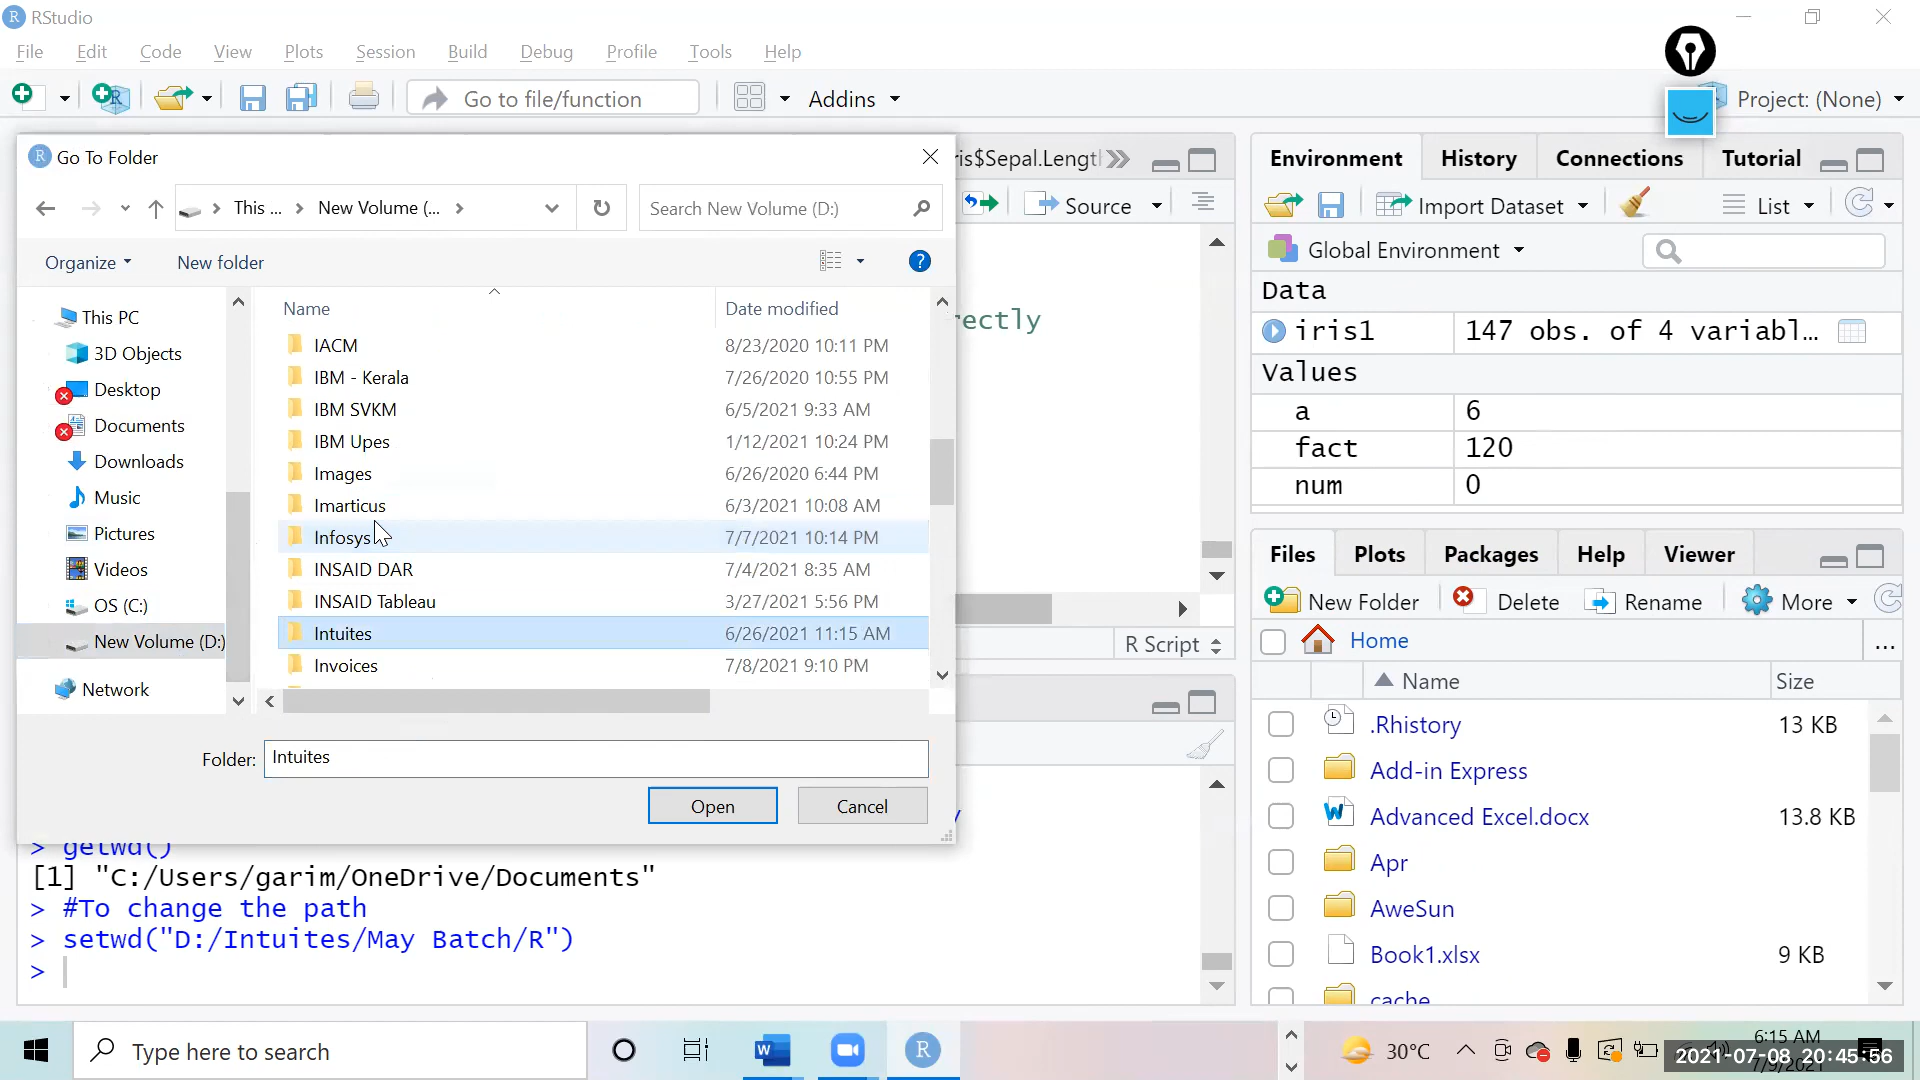 RStudio
File Edit Code View Plots Session Build Debug Profile Tools Help
Go to file/function
Addins
Project: (None)
Go To Folder
This ... New Volume (...
Search New Volume (D:)
Organize
New folder
This PC
3D Objects
Desktop
Documents
Downloads
Music
Pictures
Videos
OS (C:)
New Volume (D:)
Network
Name Date modified
IACM 8/23/2020 10:11 PM
IBM - Kerala 7/26/2020 10:55 PM
IBM SVKM 6/5/2021 9:33 AM
IBM Upes 1/12/2021 10:24 PM
Images 6/26/2020 6:44 PM
Imarticus 6/3/2021 10:08 AM
Infosys 7/7/2021 10:14 PM
INSAID DAR 7/4/2021 8:35 AM
INSAID Tableau 3/27/2021 5:56 PM
Intuites 6/26/2021 11:15 AM
Invoices 7/8/2021 9:10 PM
Folder: Intuites
Open Cancel
ris$Sepal.Lengt
Source
rectly
R Script
> getwd()
[1] "C:/Users/garim/OneDrive/Documents"
> #To change the path
> setwd("D:/Intuites/May Batch/R")
>
Environment History Connections Tutorial
Import Dataset List
Global Environment
Data
iris1 147 obs. of 4 variabl...
Values
a 6
fact 120
num 0
Files Plots Packages Help Viewer
New Folder Delete Rename More
Home ...
Name Size
.Rhistory 13 KB
Add-in Express
Advanced Excel.docx 13.8 KB
Apr
AweSun
Book1.xlsx 9 KB
cache
Type here to search
30°C
6:15 AM
2021-07-08 20:45:56